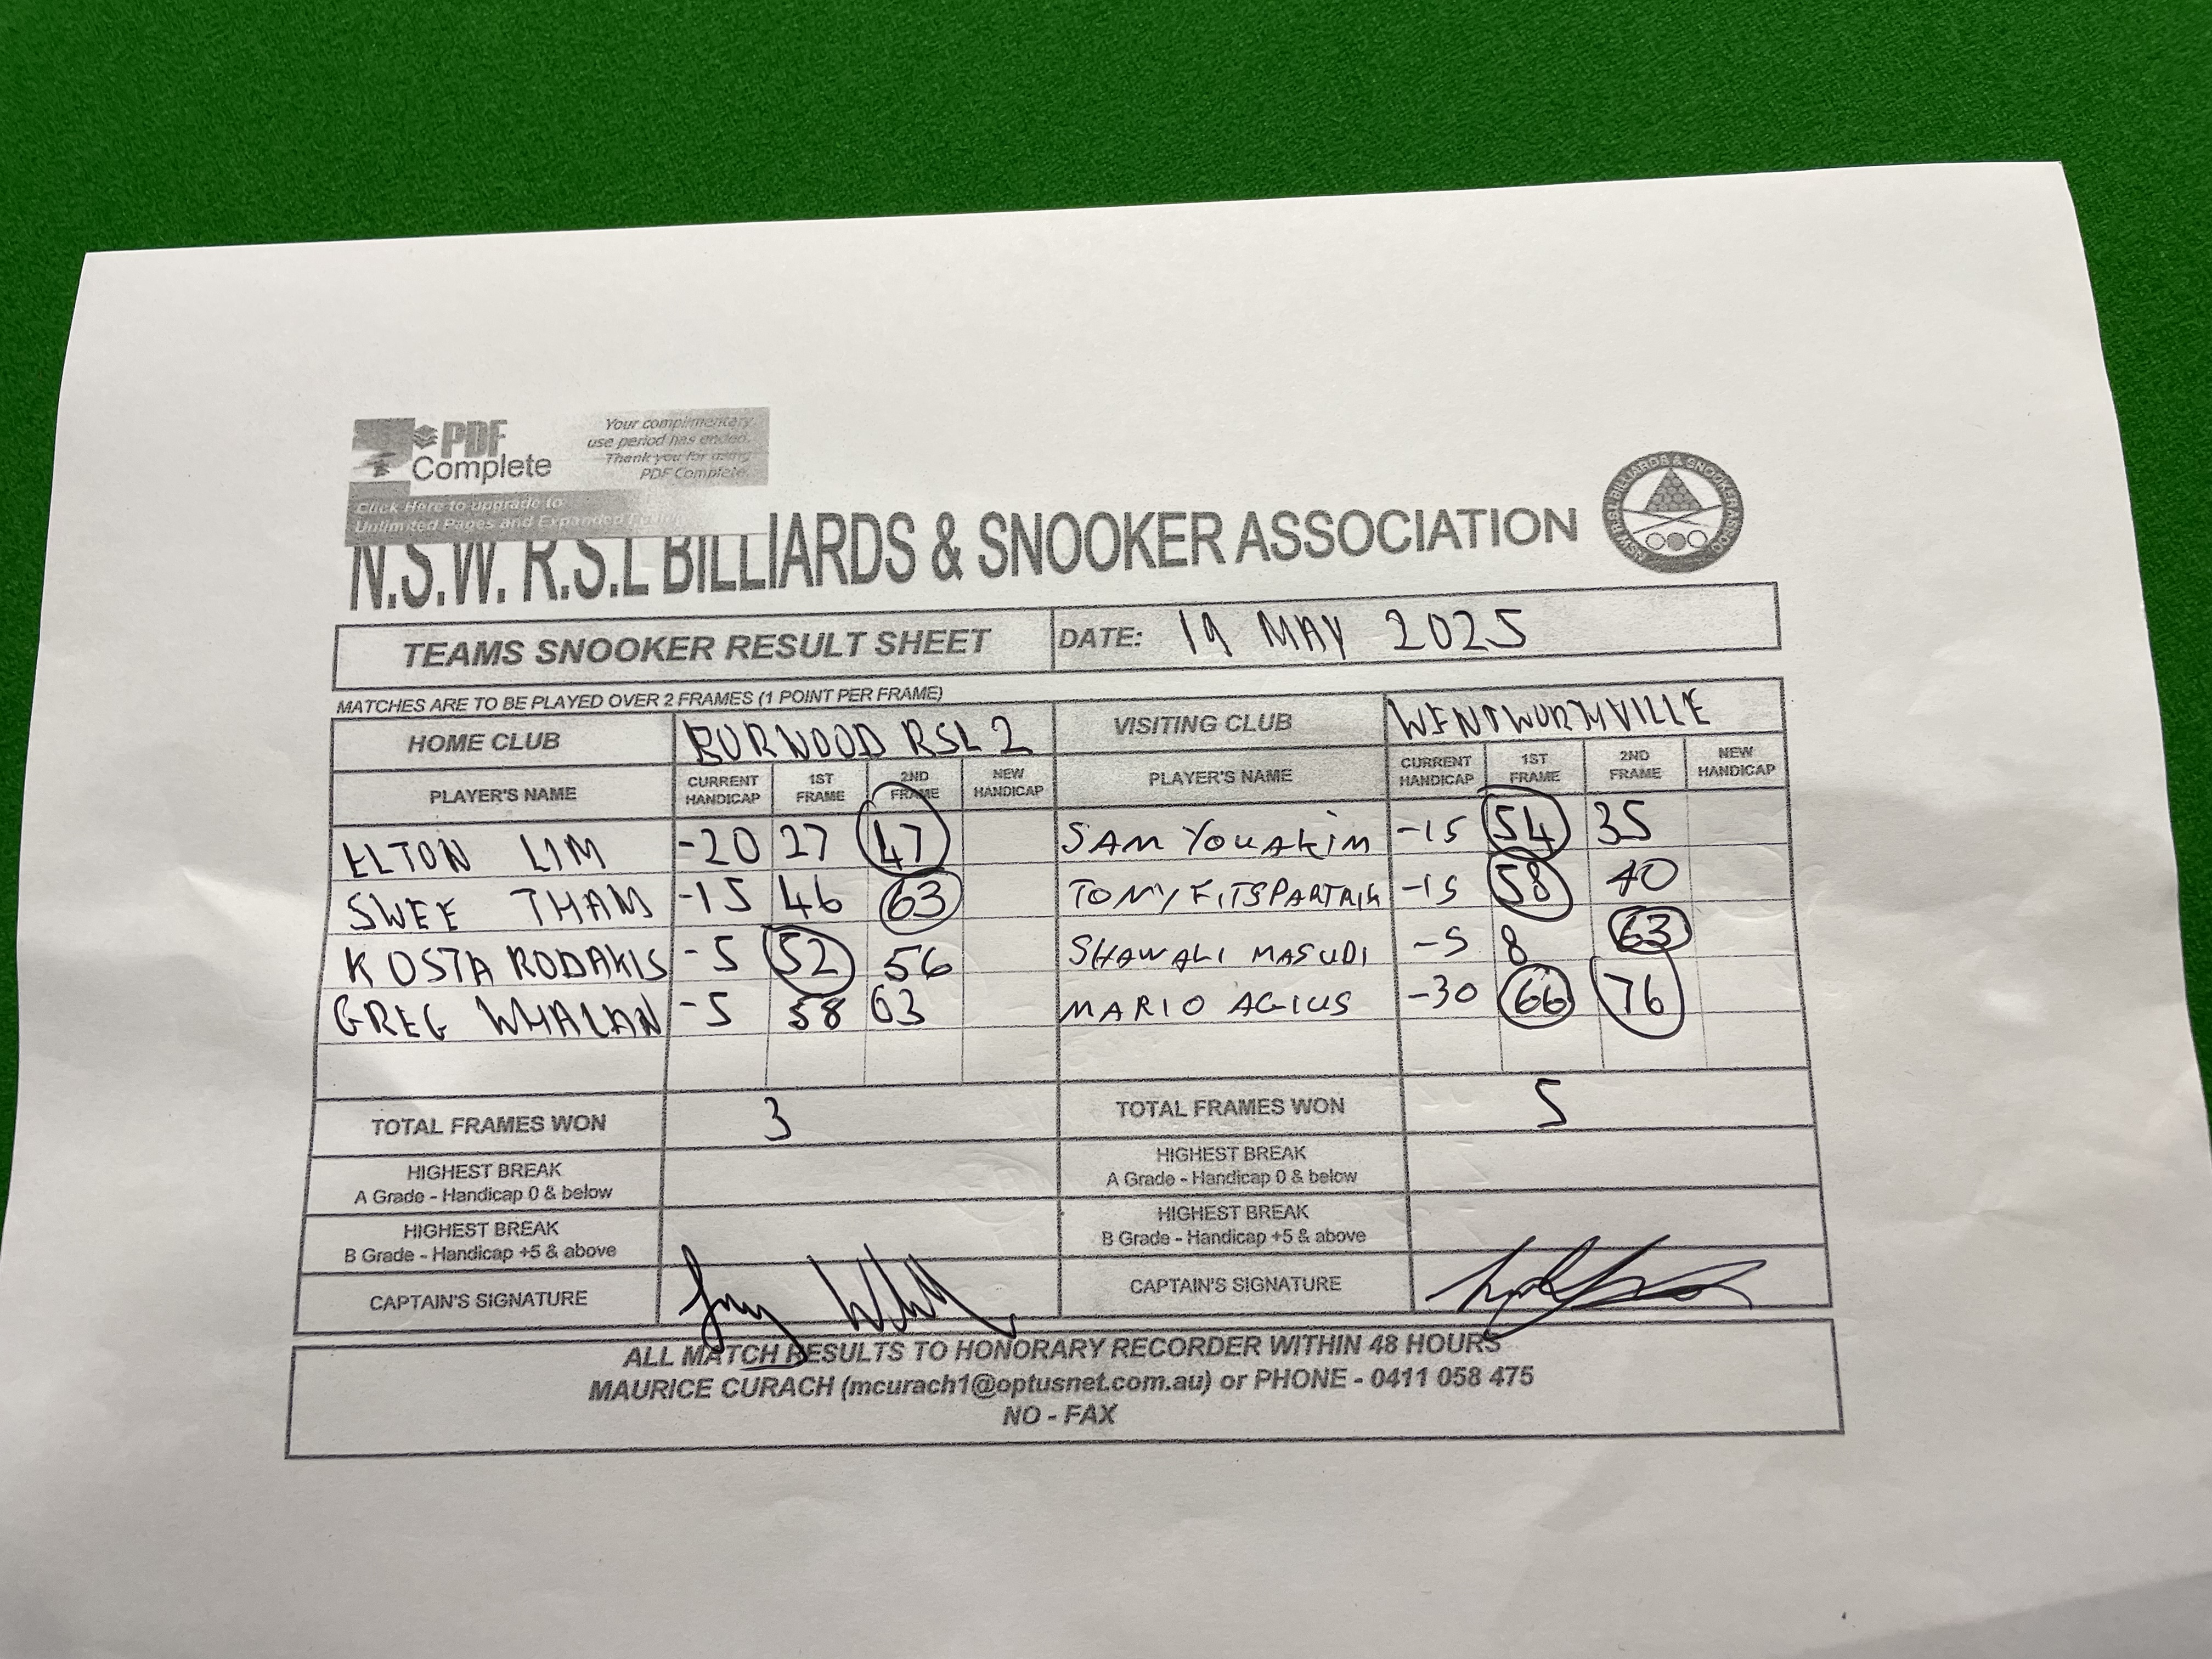 PDF Complete
Your complimentary
use period has ended.
Thank you for using
PDF Complete.
Click Here to upgrade to
Unlimited Pages and Expanded
N.S.W. R.S.L BILLIARDS & SNOOKER ASSOCIATION
N.S.W R.S.L BILLIARDS & SNOOKER ASSOC.
TEAMS SNOOKER RESULT SHEET DATE: 19 MAY 2025
MATCHES ARE TO BE PLAYED OVER 2 FRAMES (1 POINT PER FRAME)
HOME CLUB BURWOOD RSL 2 VISITING CLUB WENTWORTHVILLE
PLAYER'S NAME CURRENT HANDICAP 1ST FRAME 2ND FRAME NEW HANDICAP PLAYER'S NAME CURRENT HANDICAP 1ST FRAME 2ND FRAME NEW HANDICAP
ELTON LIM -20 27 47 SAM YOUAKIM -15 54 35
SWEE THAM -15 46 63 TONY FITSPARTRIK -15 58 40
KOSTA RODAKIS -5 52 56 SHAWALI MASUDI -5 8 63
GREG WHALAN -5 58 03 MARIO AGIUS -30 66 76
TOTAL FRAMES WON 3 TOTAL FRAMES WON 5
HIGHEST BREAK
A Grade - Handicap 0 & below
HIGHEST BREAK
A Grade - Handicap 0 & below
HIGHEST BREAK
B Grade - Handicap +5 & above
HIGHEST BREAK
B Grade - Handicap +5 & above
CAPTAIN'S SIGNATURE CAPTAIN'S SIGNATURE
ALL MATCH RESULTS TO HONORARY RECORDER WITHIN 48 HOURS
MAURICE CURACH (mcurach1@optusnet.com.au) or PHONE - 0411 058 475
NO - FAX